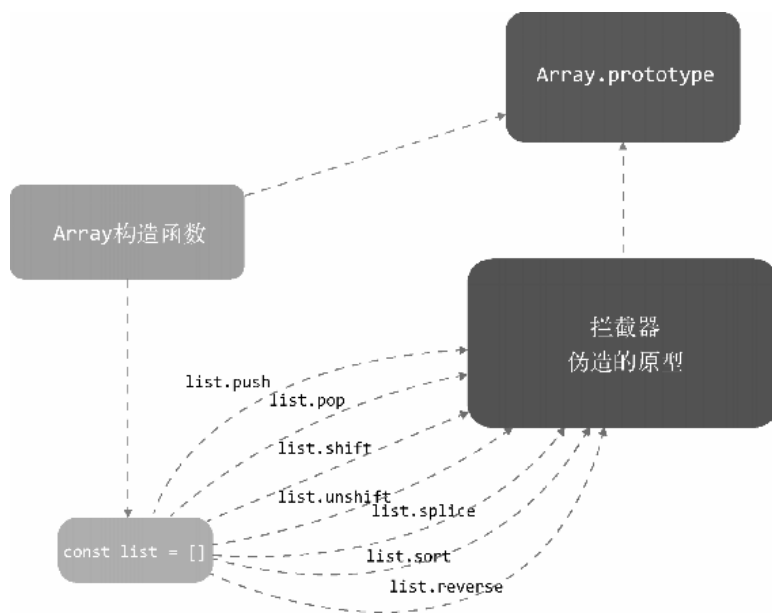 Array.prototype
Array构造函数
拦截器
伪造的原型
list.push
list.pop
list.shift
list.unshift
list.splice
const list = []
list.sort
list.reverse